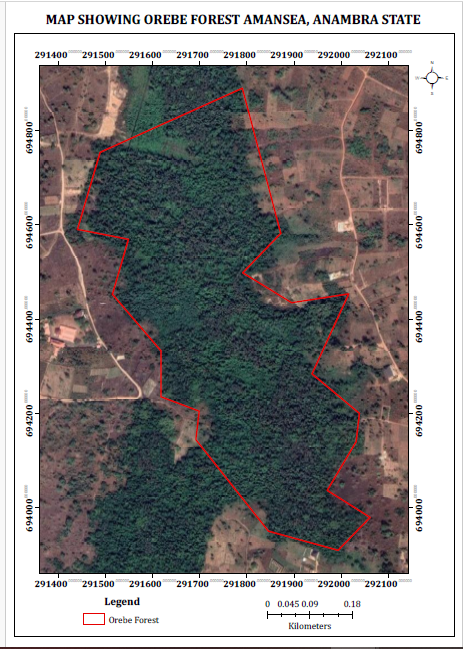 MAP SHOWING OREBE FOREST AMANSEA, ANAMBRA STATE
291400 291500 291600 291700 291800 291900 292000 292100
N
W E
S
694800 694800
694600 694600
694400 694400
694200 694200
694000 694000
291400 291500 291600 291700 291800 291900 292000 292100
Legend
Orebe Forest
0 0.045 0.09 0.18
Kilometers